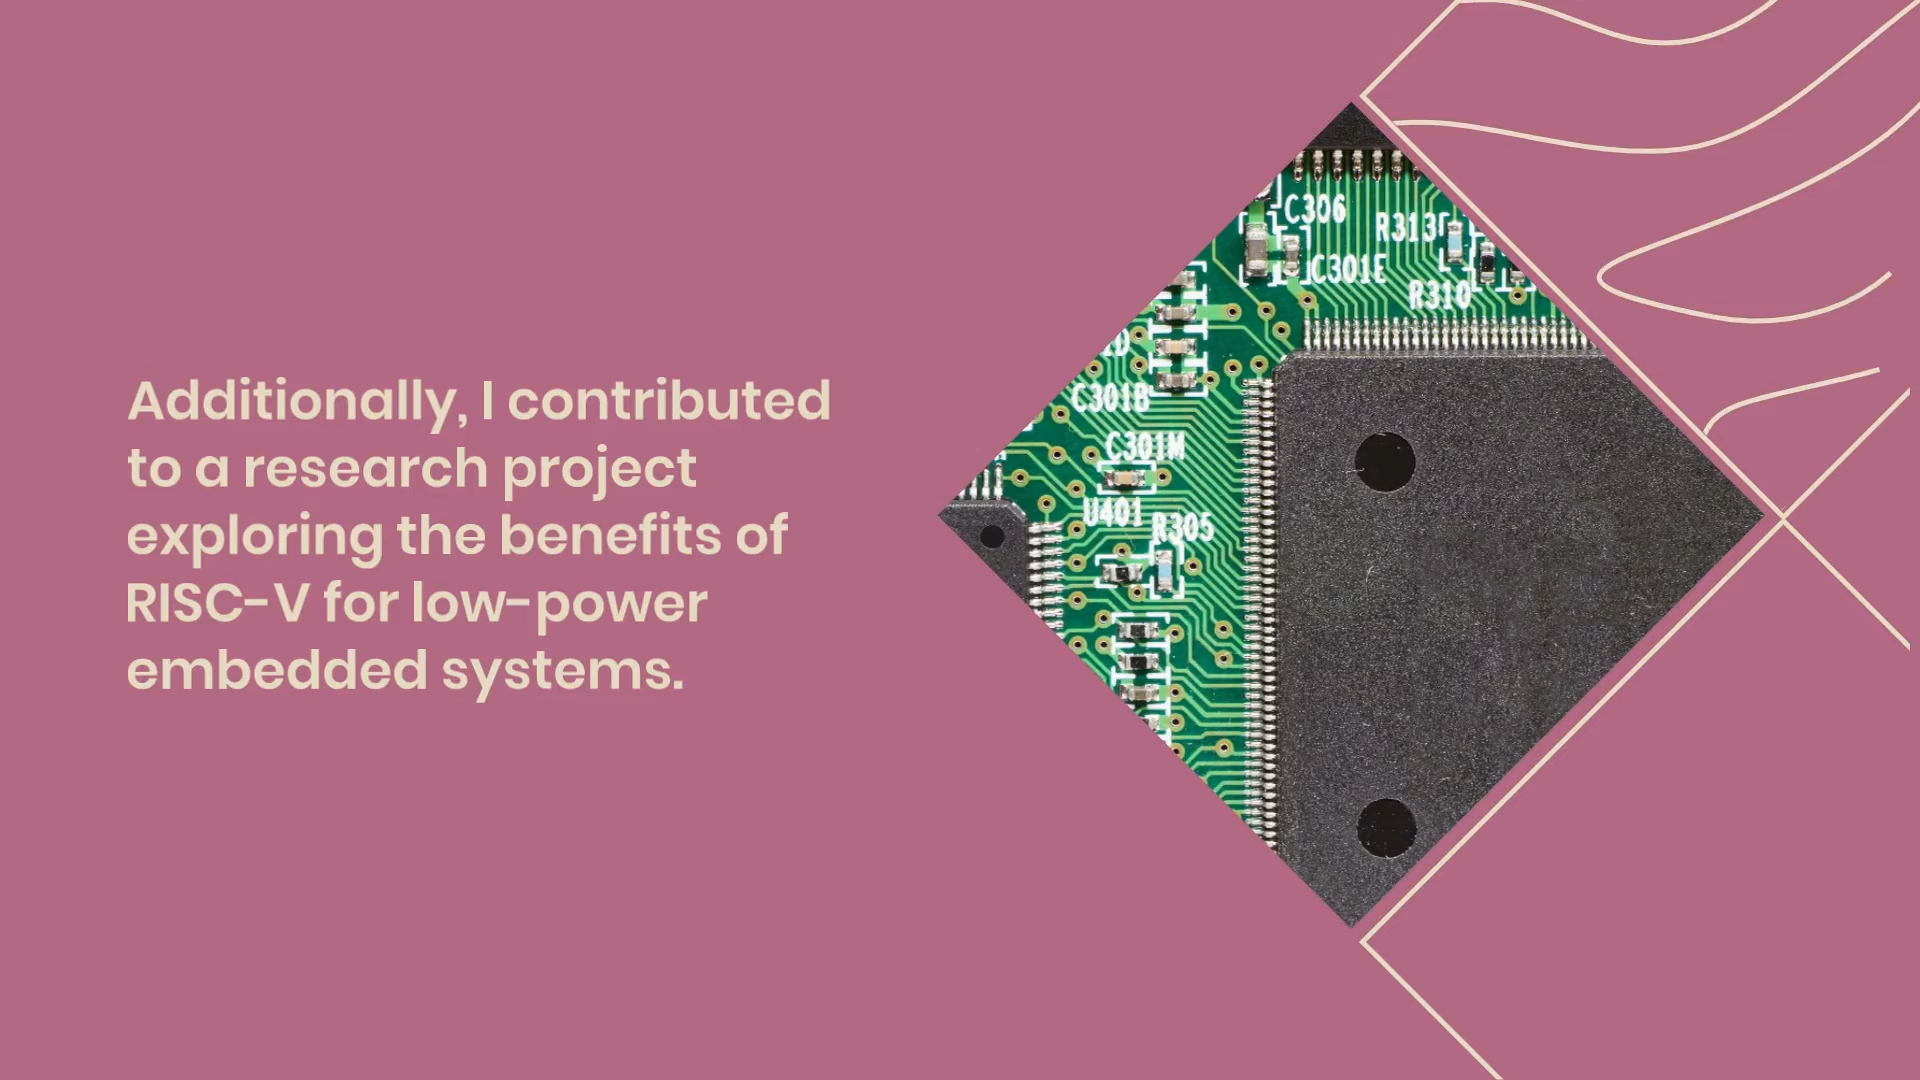 Additionally, I contributed
to a research project
exploring the benefits of
RISC-V for low-power
embedded systems.
C306
R313
C301E
R310
C301B
C301M
U401
R305